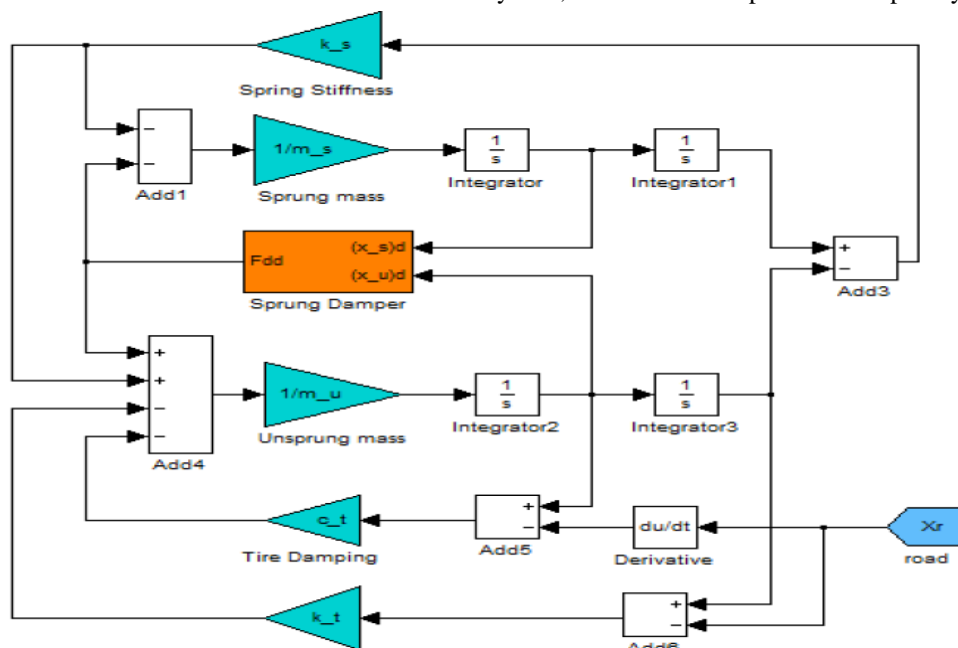 k_s
Spring Stiffness
−
−
Add1
1/m_s
Sprung mass
1
s
Integrator
1
s
Integrator1
Fdd
(x_s)d
(x_u)d
Sprung Damper
+
−
Add3
+
+
−
−
Add4
1/m_u
Unsprung mass
1
s
Integrator2
1
s
Integrator3
c_t
Tire Damping
+
−
Add5
du/dt
Derivative
Xr
road
k_t
+
−